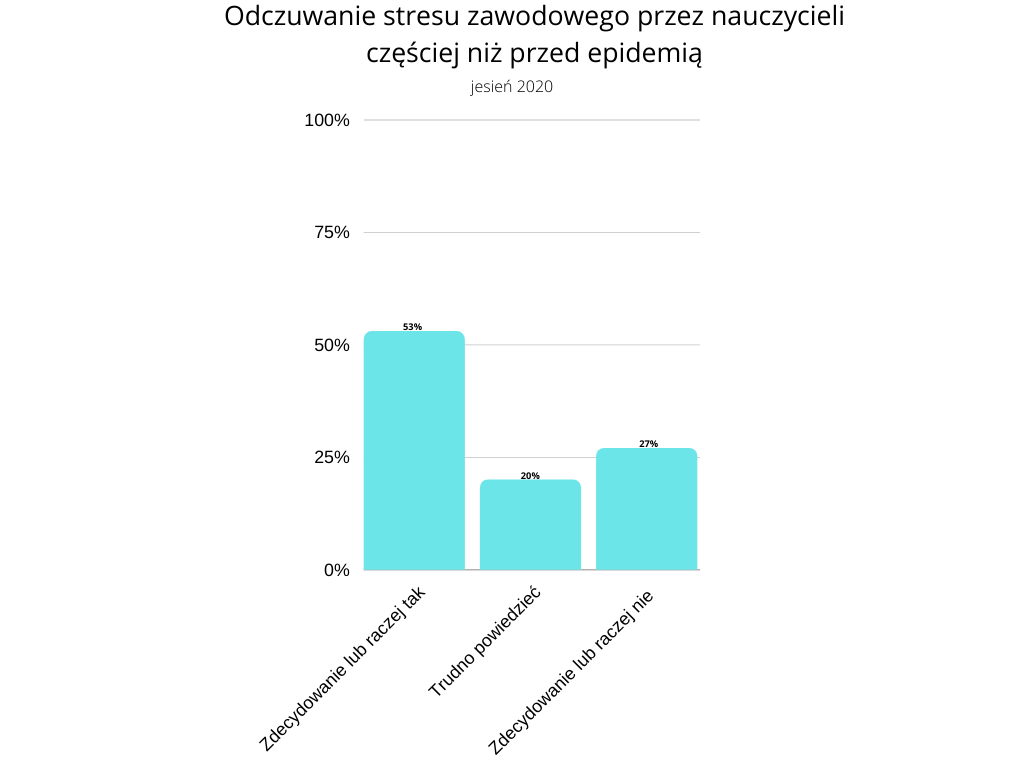 Odczuwanie stresu zawodowego przez nauczycieli
częściej niż przed epidemią
jesień 2020
100%
75%
53%
50%
27%
25%
20%
0%
Zdecydowanie lub raczej tak
Trudno powiedzieć
Zdecydowanie lub raczej nie